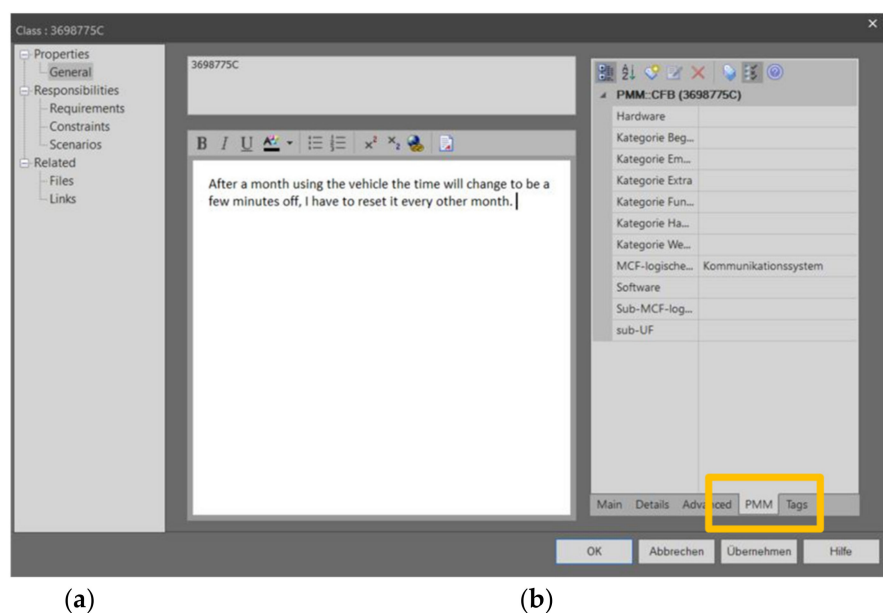 Class : 3698775C
Properties
General
Responsibilities
Requirements
Constraints
Scenarios
Related
Files
Links
3698775C
B I U x² ×₂
After a month using the vehicle the time will change to be a
few minutes off, I have to reset it every other month.
PMM::CFB (3698775C)
Hardware
Kategorie Beg...
Kategorie Em...
Kategorie Extra
Kategorie Fun...
Kategorie Ha...
Kategorie We...
MCF-logische... Kommunikationssystem
Software
Sub-MCF-log...
sub-UF
Main Details Advanced PMM Tags
OK Abbrechen Übernehmen Hilfe
(a) (b)